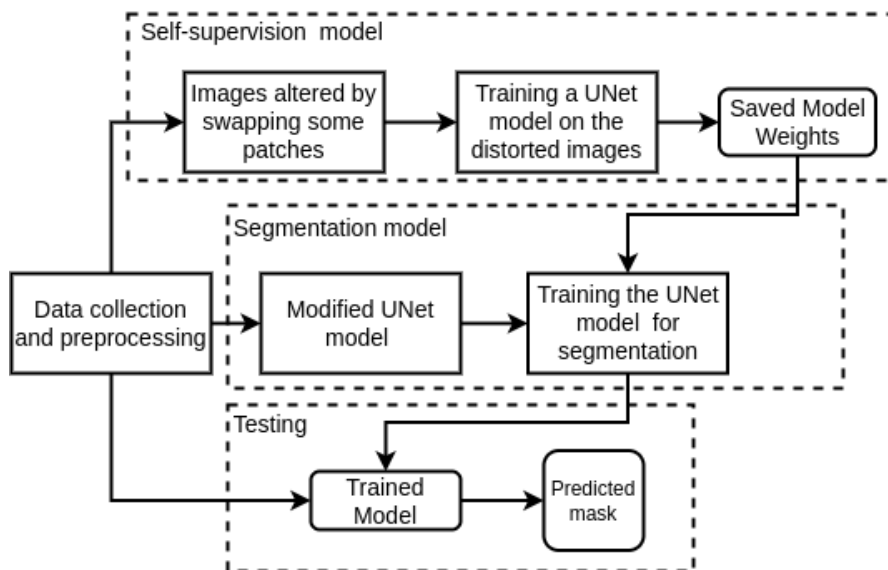 Self-supervision model
Images altered by
swapping some
patches
Training a UNet
model on the
distorted images
Saved Model
Weights
Segmentation model
Data collection
and preprocessing
Modified UNet
model
Training the UNet
model for
segmentation
Testing
Trained
Model
Predicted
mask